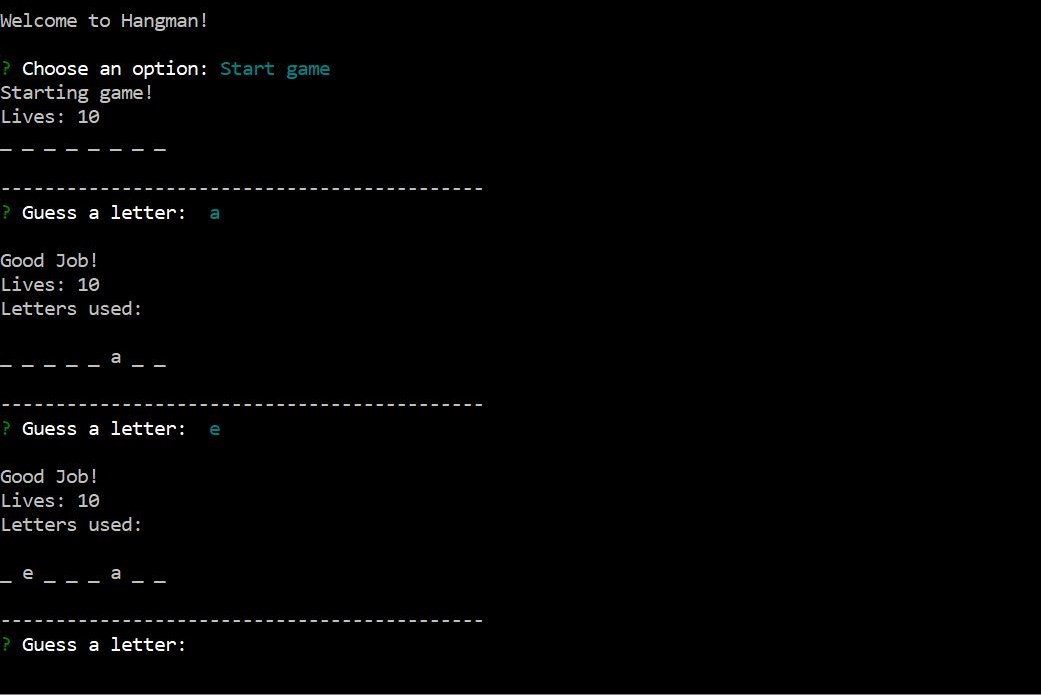 Welcome to Hangman!
? Choose an option: Start game
Starting game!
Lives: 10
_ _ _ _ _ _ _ _
--------------------------------------------
? Guess a letter:  a
Good Job!
Lives: 10
Letters used:
_ _ _ _ _ a _ _
--------------------------------------------
? Guess a letter:  e
Good Job!
Lives: 10
Letters used:
_ e _ _ _ a _ _
--------------------------------------------
? Guess a letter: